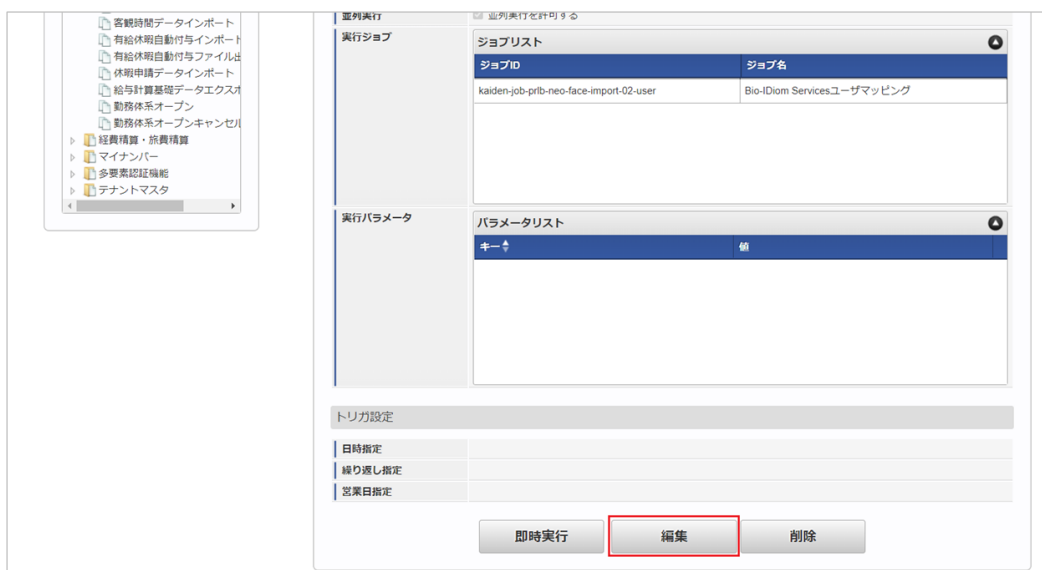 客観時間データインポート
有給休暇自動付与インポート
有給休暇自動付与ファイル出
休暇申請データインポート
給与計算基礎データエクスポ
勤務体系オープン
勤務体系オープンキャンセル
経費精算・旅費精算
マイナンバー
多要素認証機能
テナントマスタ
並列実行
並列実行を許可する
実行ジョブ
ジョブリスト
ジョブID
ジョブ名
kaiden-job-prlb-neo-face-import-02-user
Bio-IDiom Servicesユーザマッピング
実行パラメータ
パラメータリスト
キー
値
トリガ設定
日時指定
繰り返し指定
営業日指定
即時実行
編集
削除